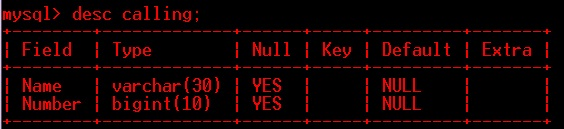 mysql> desc calling;
+--------+-------------+------+-----+---------+-------+
| Field  | Type        | Null | Key | Default | Extra |
+--------+-------------+------+-----+---------+-------+
| Name   | varchar(30) | YES  |     | NULL    |       |
| Number | bigint(10)  | YES  |     | NULL    |       |
+--------+-------------+------+-----+---------+-------+